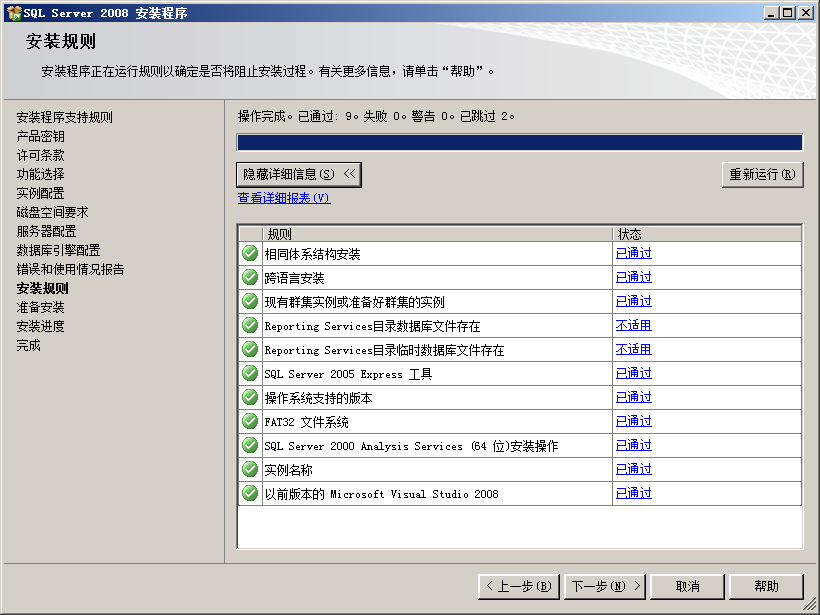 SQL Server 2008 安装程序
安装规则
安装程序正在运行规则以确定是否将阻止安装过程。有关更多信息，请单击“帮助”。
安装程序支持规则
产品密钥
许可条款
功能选择
实例配置
磁盘空间要求
服务器配置
数据库引擎配置
错误和使用情况报告
安装规则
准备安装
安装进度
完成
操作完成。已通过: 9。失败 0。警告 0。已跳过 2。
隐藏详细信息(S) <<
重新运行(R)
查看详细报表(V)
规则 状态
相同体系结构安装 已通过
跨语言安装 已通过
现有群集实例或准备好群集的实例 已通过
Reporting Services目录数据库文件存在 不适用
Reporting Services目录临时数据库文件存在 不适用
SQL Server 2005 Express 工具 已通过
操作系统支持的版本 已通过
FAT32 文件系统 已通过
SQL Server 2000 Analysis Services (64 位)安装操作 已通过
实例名称 已通过
以前版本的 Microsoft Visual Studio 2008 已通过
< 上一步(B) 下一步(N) > 取消 帮助